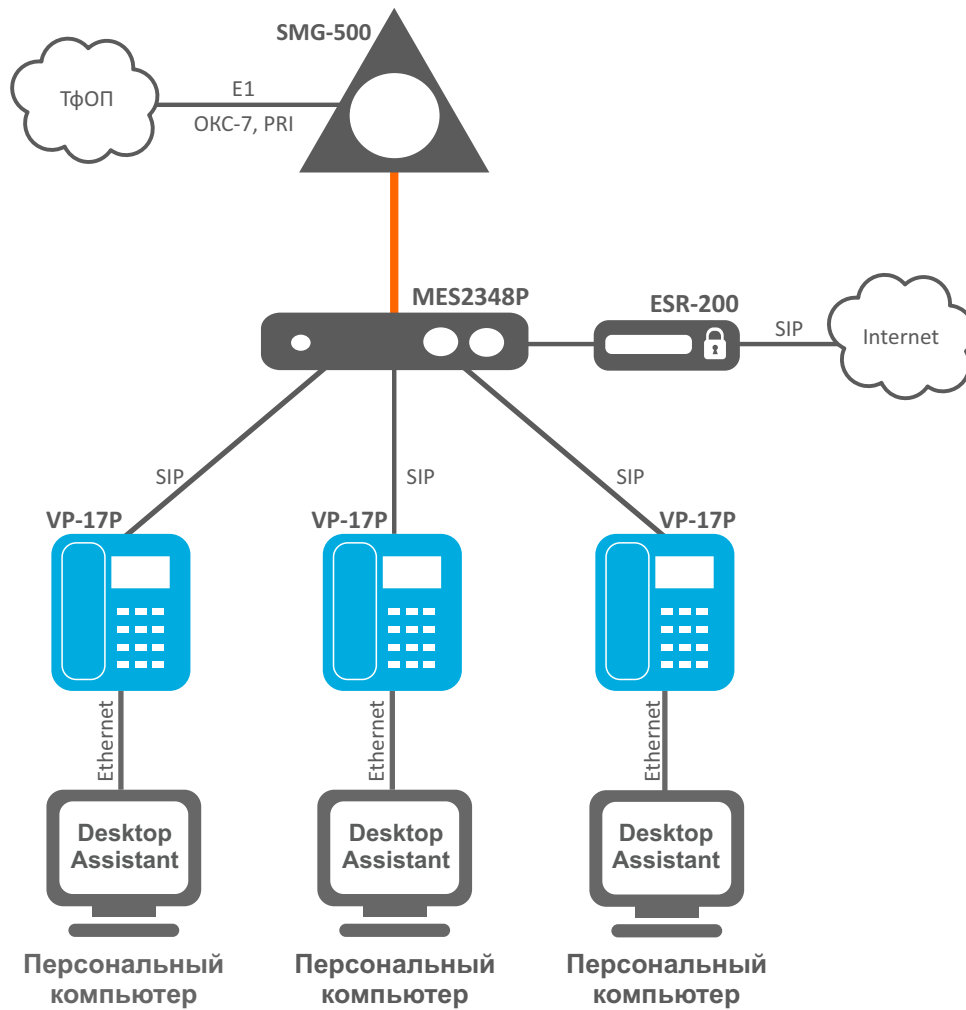 SMG-500
ТфОП
E1
ОКС-7, PRI
MES2348P
ESR-200
SIP
Internet
SIP
SIP
SIP
VP-17P
VP-17P
VP-17P
Ethernet
Ethernet
Ethernet
Desktop
Assistant
Desktop
Assistant
Desktop
Assistant
Персональный
компьютер
Персональный
компьютер
Персональный
компьютер